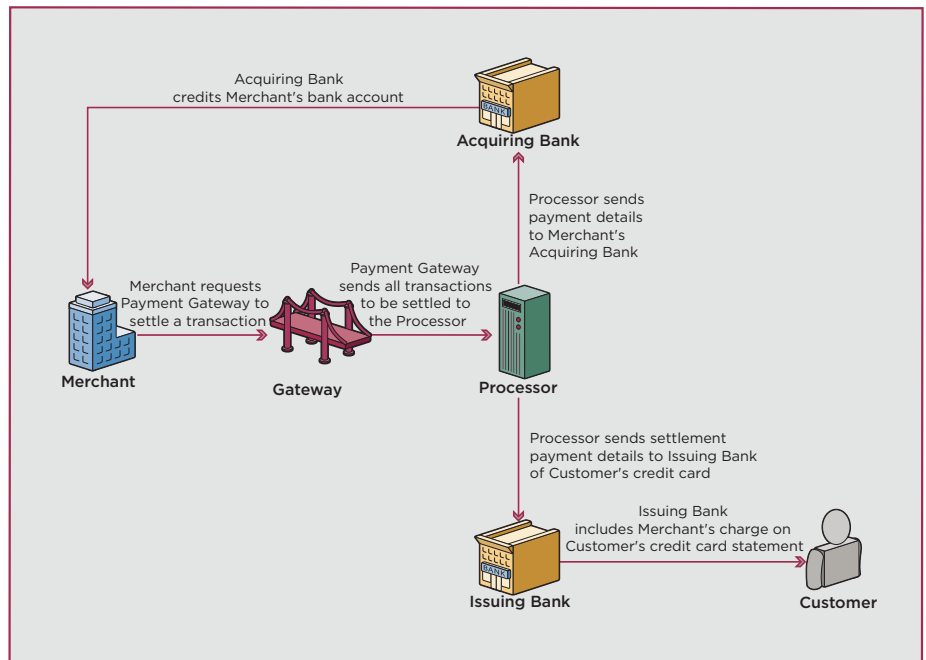 Acquiring Bank
credits Merchant's bank account
BANK
Acquiring Bank
Processor sends
payment details
to Merchant's
Acquiring Bank
Merchant requests
Payment Gateway to
settle a transaction
Payment Gateway
sends all transactions
to be settled to
the Processor
Merchant
Gateway
Processor
Processor sends settlement
payment details to Issuing Bank
of Customer's credit card
Issuing Bank
includes Merchant's charge on
Customer's credit card statement
BANK
Issuing Bank
Customer